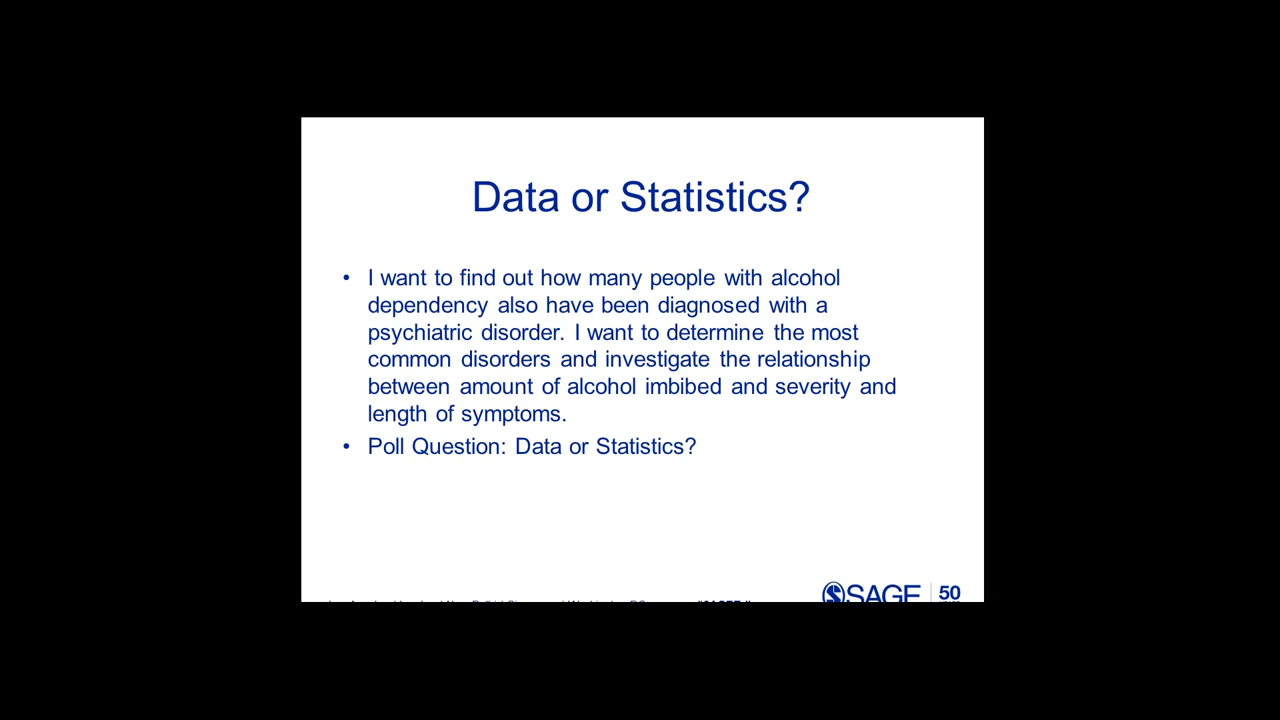 Data or Statistics?
• I want to find out how many people with alcohol
dependency also have been diagnosed with a
psychiatric disorder. I want to determine the most
common disorders and investigate the relationship
between amount of alcohol imbibed and severity and
length of symptoms.
• Poll Question: Data or Statistics?
SAGE 50